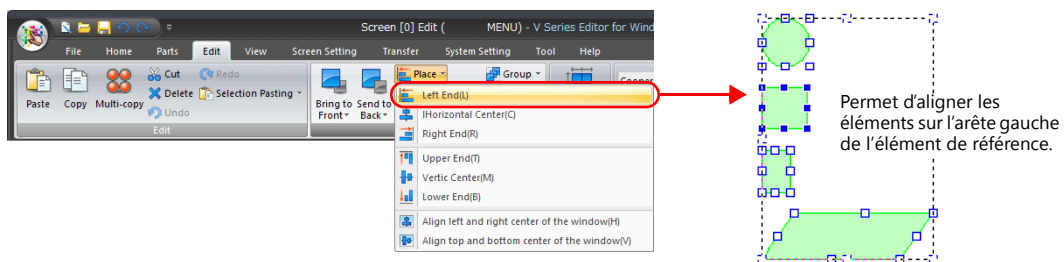 Screen [0] Edit ( MENU) - V Series Editor for Wind
File Home Parts Edit View Screen Setting Transfer System Setting Tool Help
Cut Redo Place Group
Paste Copy Multi-copy Delete Selection Pasting Bring to Front Send to Back
Undo
Edit
Left End(L)
IHorizontal Center(C)
Right End(R)
Upper End(T)
Vertic Center(M)
Lower End(B)
Align left and right center of the window(H)
Align top and bottom center of the window(V)
Permet d'aligner les
éléments sur l'arête gauche
de l'élément de référence.